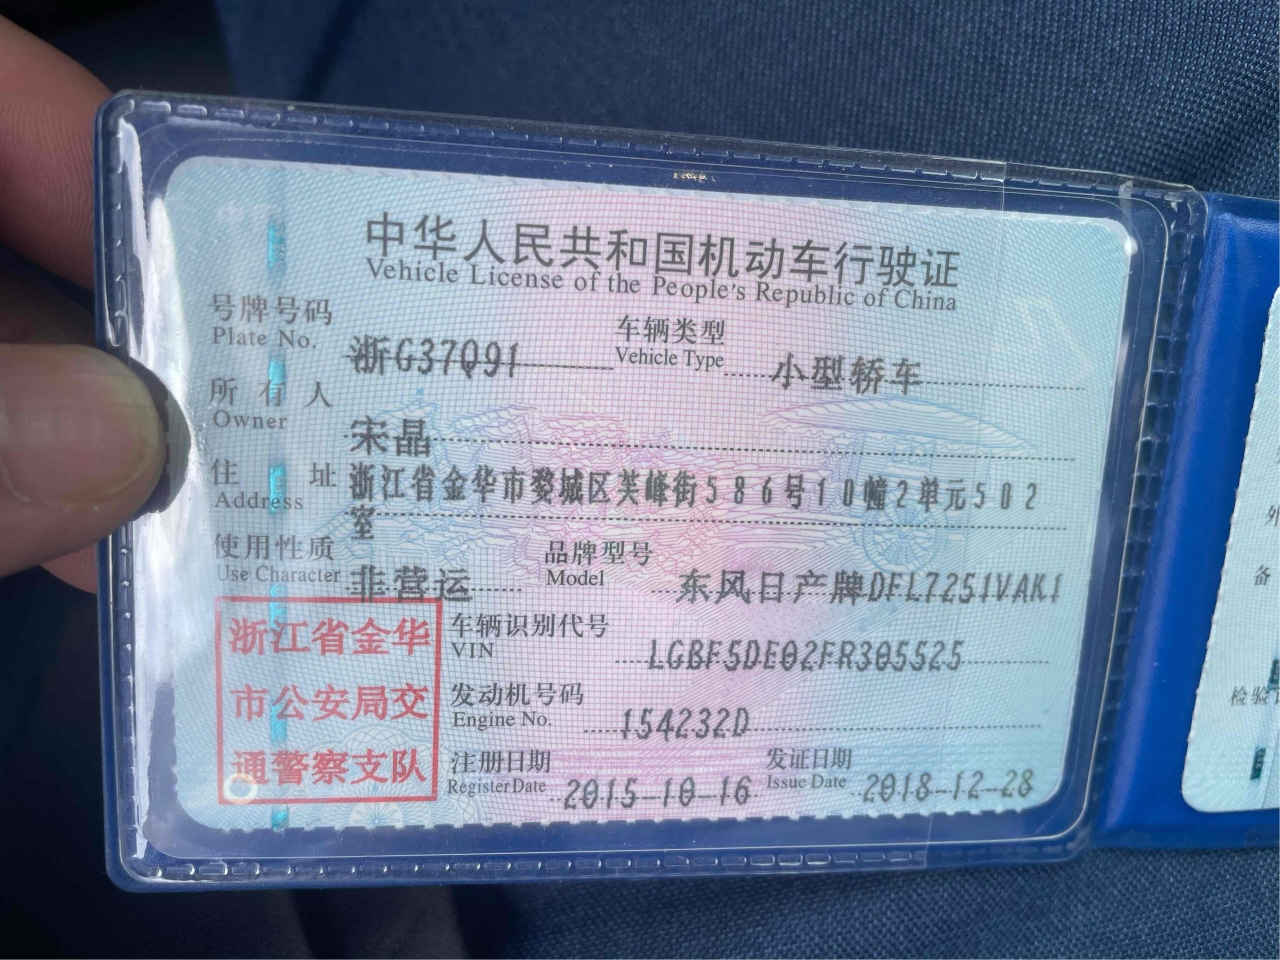 中华人民共和国机动车行驶证
Vehicle License of the People's Republic of China
号牌号码
Plate No.
浙G37Q91
车辆类型
Vehicle Type
小型轿车
所有人
Owner
宋晶
住址
Address
浙江省金华市婺城区芙峰街586号10幢2单元502
室
使用性质
Use Character
非营运
品牌型号
Model
东风日产牌DFL7251VAK1
浙江省金华
市公安局交
通警察支队
车辆识别代号
VIN
LGBF5DE02FR305525
发动机号码
Engine No.
154232D
注册日期
Register Date
2015-10-16
发证日期
Issue Date
2018-12-28
外
备
检验